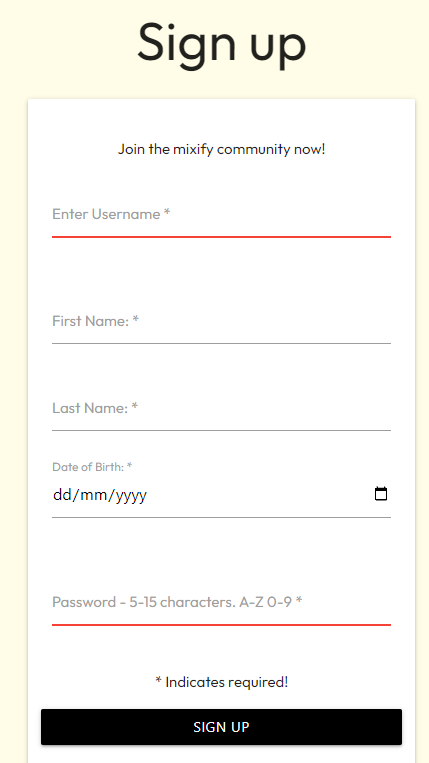 Sign up
Join the mixify community now!
Enter Username *
First Name: *
Last Name: *
Date of Birth: *
dd/mm/yyyy
Password - 5-15 characters. A-Z 0-9 *
* Indicates required!
SIGN UP